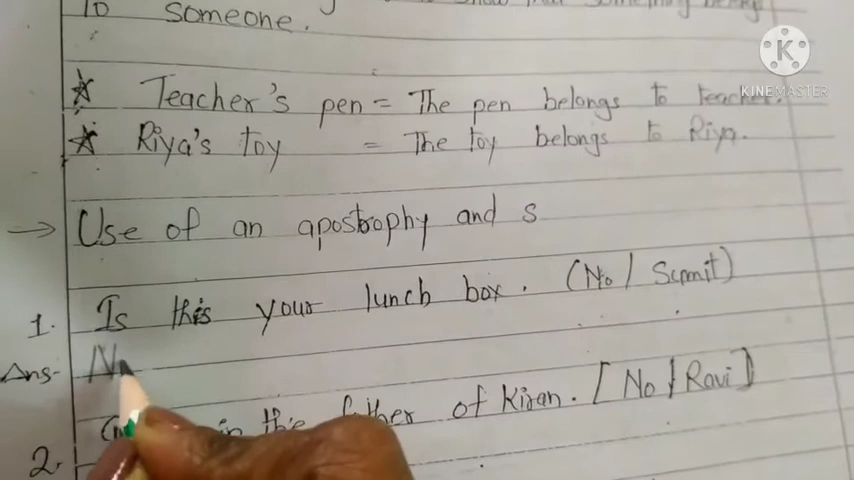 To someone.
K
KINEMASTER
* Teacher's pen = The pen belongs to teacher.
* Riya's toy = The toy belongs to Riya.
→ Use of an apostrophy and s
1. Is this your lunch box. (No / Sumit)
Ans- N
2. the father of Kiran. [No / Ravi]